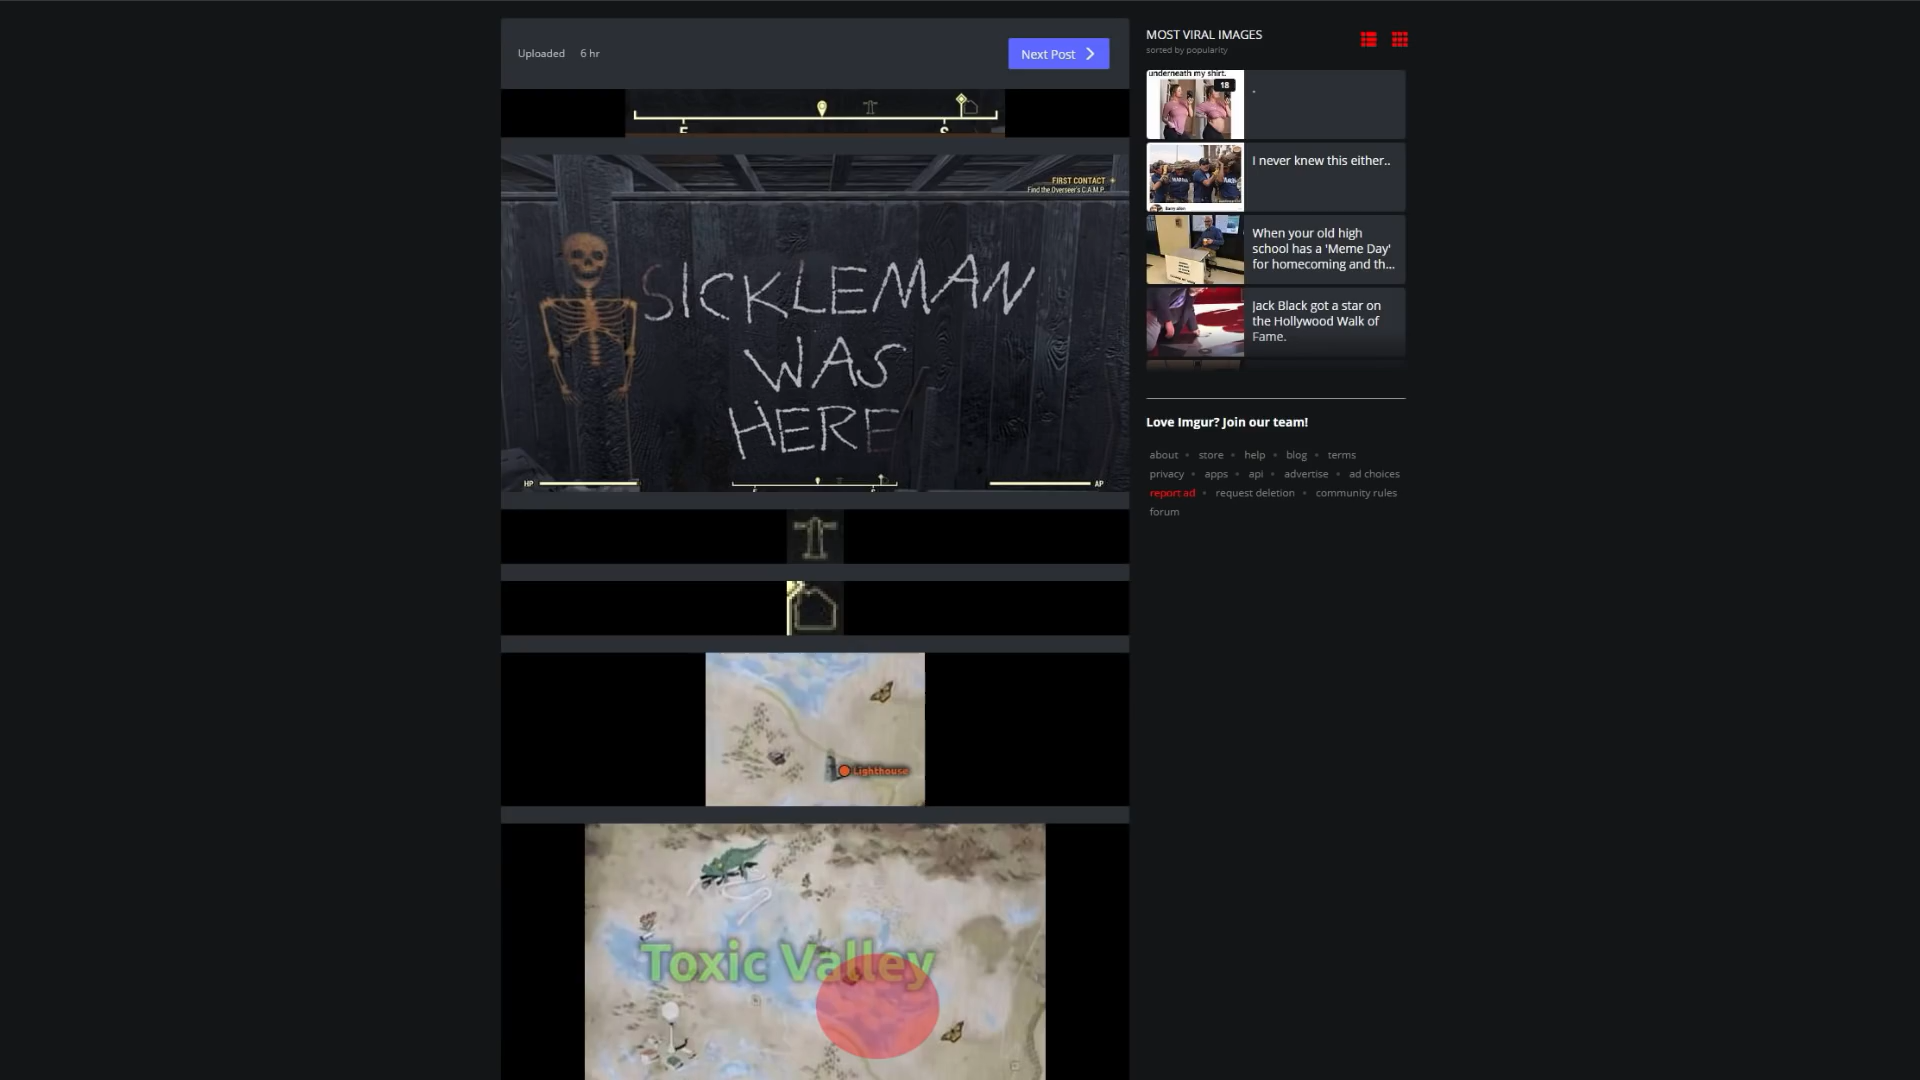 Uploaded 6 hr
Next Post
E S
FIRST CONTACT
Find the Overseer's C.A.M.P.
SICKLEMAN
WAS
HERE
HP
AP
Lighthouse
Toxic Valley
MOST VIRAL IMAGES
sorted by popularity
underneath my shirt.
18
.
I never knew this either..
When your old high
school has a 'Meme Day'
for homecoming and th...
Jack Black got a star on
the Hollywood Walk of
Fame.
Love Imgur? Join our team!
about • store • help • blog • terms
privacy • apps • api • advertise • ad choices
report ad • request deletion • community rules
forum